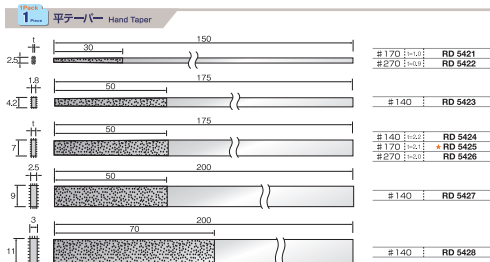 1Pack
1 Piece 平テーパー Hand Taper
t
150
30
2.5
#170 t=1.0 RD 5421
#270 t=0.9 RD 5422
1.8
175
50
4.2
#140 RD 5423
t
175
50
7
#140 t=2.2 RD 5424
#170 t=2.1 ★ RD 5425
#270 t=2.0 RD 5426
2.5
200
50
9
#140 RD 5427
3
200
70
11
#140 RD 5428